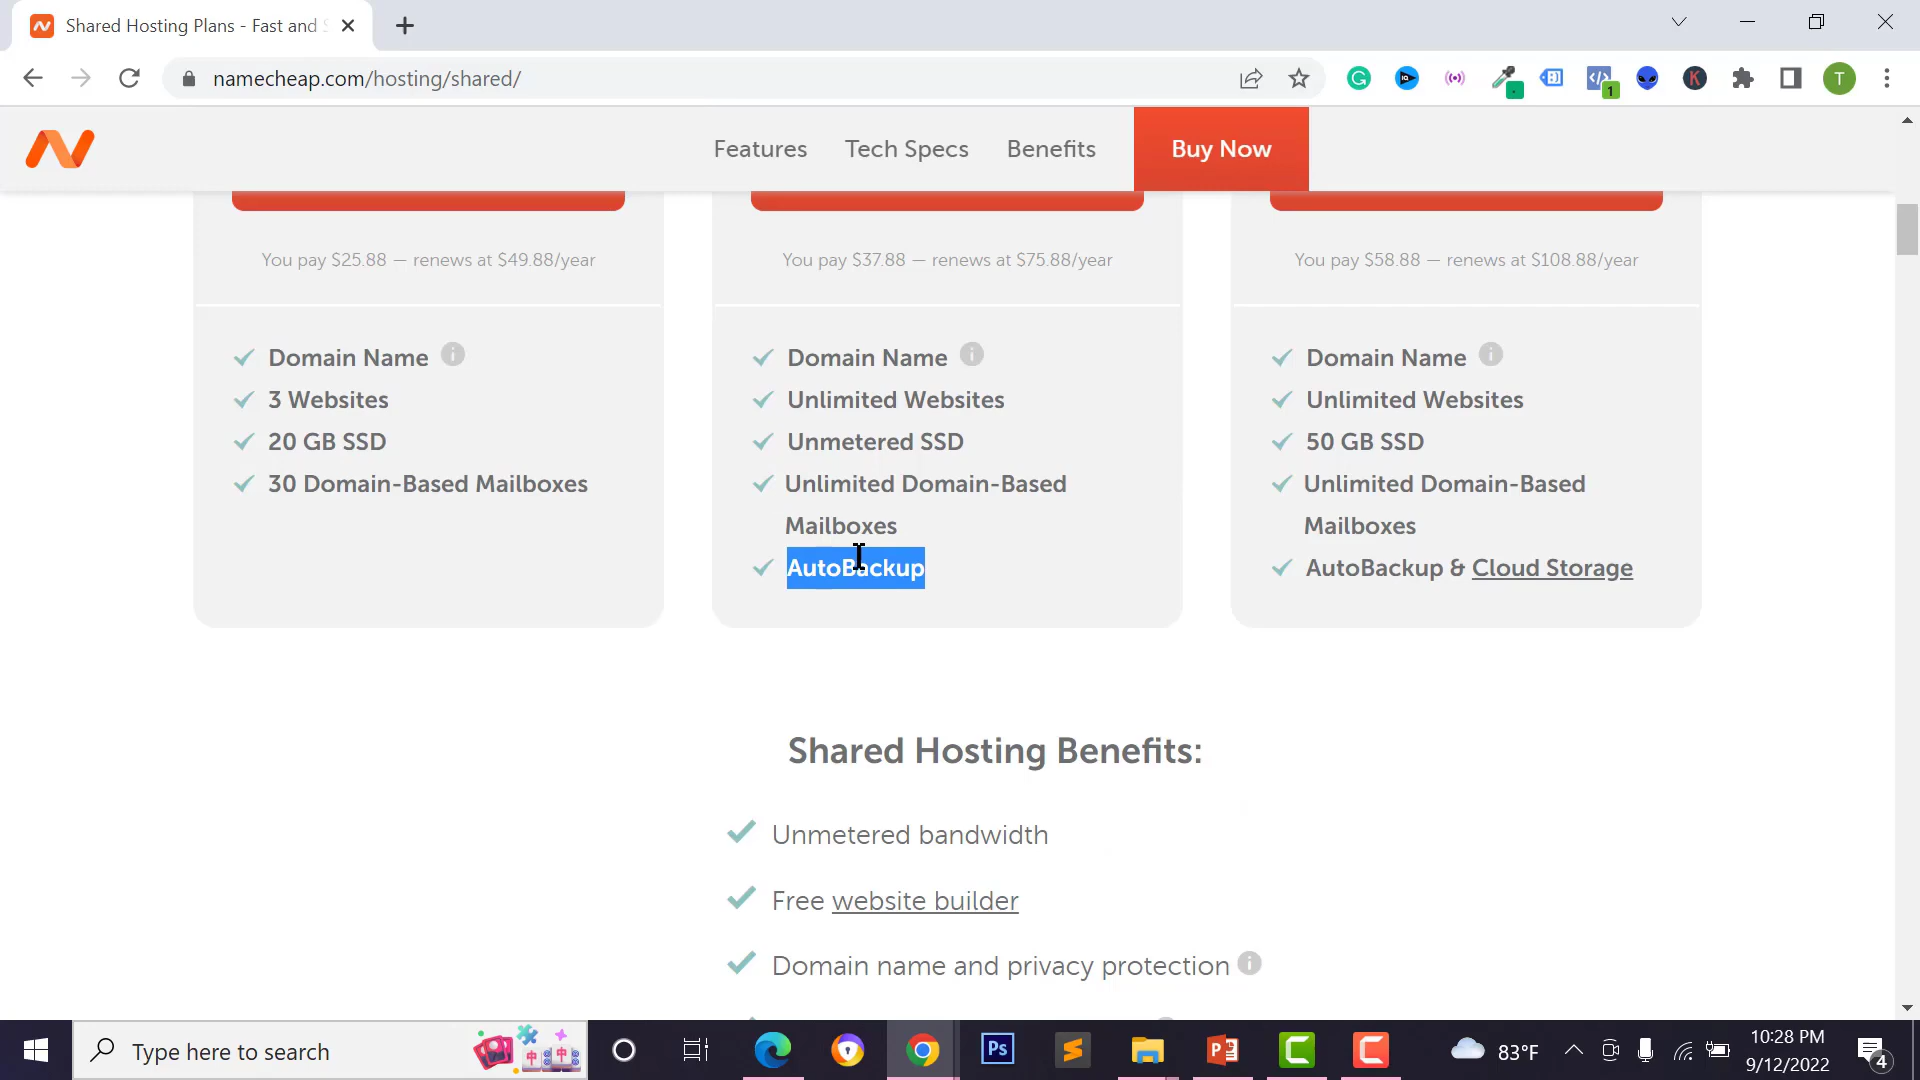 Shared Hosting Plans - Fast and S
namecheap.com/hosting/shared/
1
T
Features
Tech Specs
Benefits
Buy Now
You pay $25.88 — renews at $49.88/year
Domain Name
3 Websites
20 GB SSD
30 Domain-Based Mailboxes
You pay $37.88 — renews at $75.88/year
Domain Name
Unlimited Websites
Unmetered SSD
Unlimited Domain-Based
Mailboxes
AutoBackup
You pay $58.88 — renews at $108.88/year
Domain Name
Unlimited Websites
50 GB SSD
Unlimited Domain-Based
Mailboxes
AutoBackup & Cloud Storage
Shared Hosting Benefits:
Unmetered bandwidth
Free website builder
Domain name and privacy protection
Type here to search
Ps
83°F
10:28 PM
9/12/2022
4